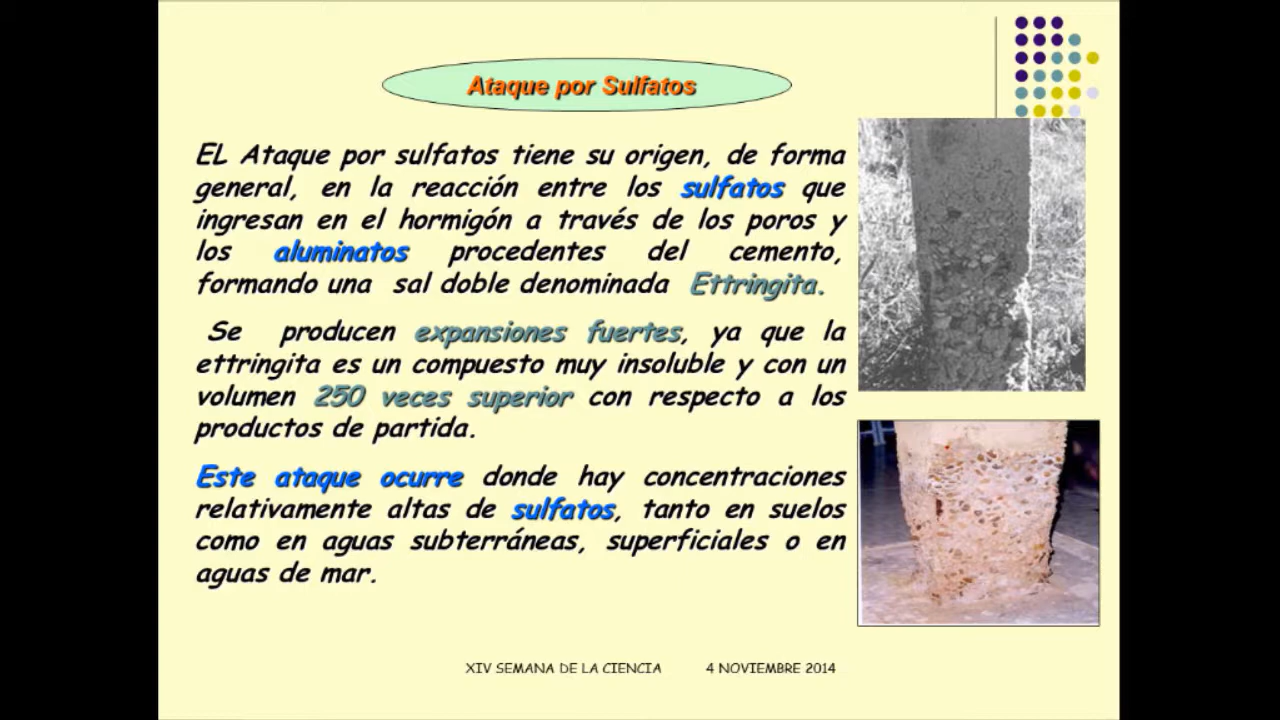 Ataque por Sulfatos
EL Ataque por sulfatos tiene su origen, de forma
general, en la reacción entre los sulfatos que
ingresan en el hormigón a través de los poros y
los aluminatos procedentes del cemento,
formando una sal doble denominada Ettringita.
Se producen expansiones fuertes, ya que la
ettringita es un compuesto muy insoluble y con un
volumen 250 veces superior con respecto a los
productos de partida.
Este ataque ocurre donde hay concentraciones
relativamente altas de sulfatos, tanto en suelos
como en aguas subterráneas, superficiales o en
aguas de mar.
XIV SEMANA DE LA CIENCIA 4 NOVIEMBRE 2014